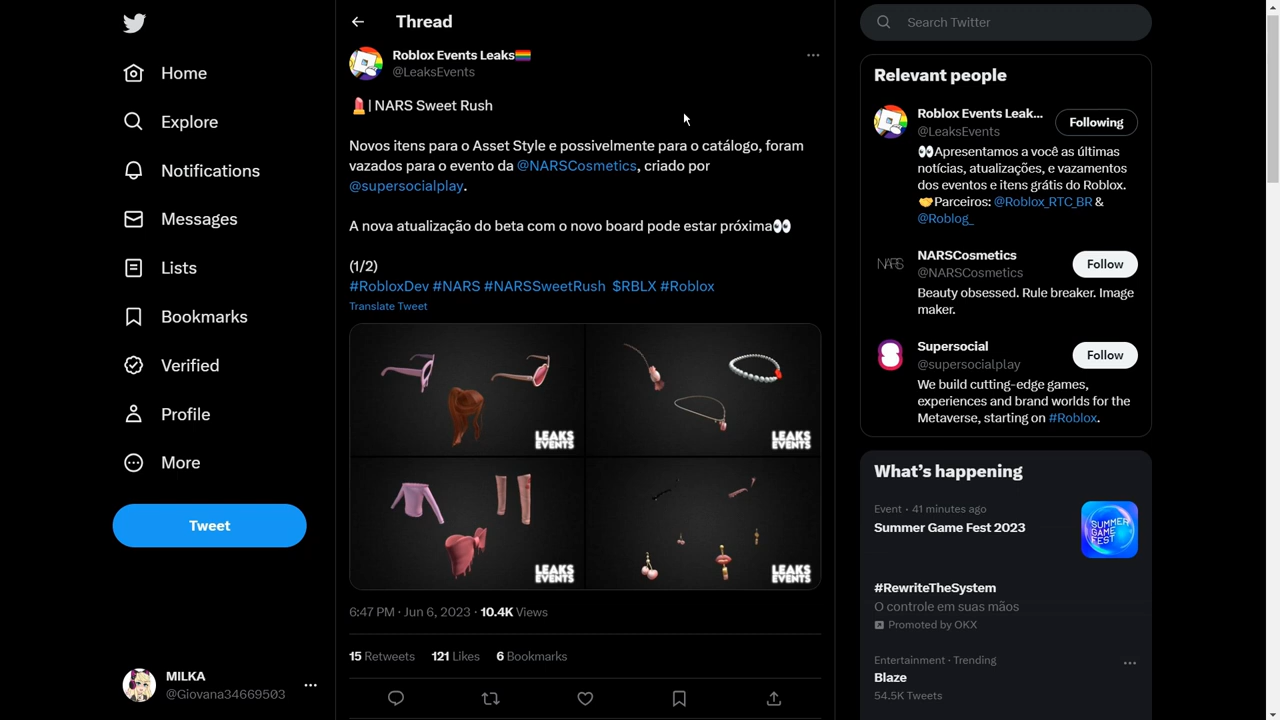 Home
Explore
Notifications
Messages
Lists
Bookmarks
Verified
Profile
More
Tweet
MILKA
@Giovana34669503
Thread
Roblox Events Leaks🏳️‍🌈
@LeaksEvents
💄| NARS Sweet Rush
Novos itens para o Asset Style e possivelmente para o catálogo, foram
vazados para o evento da @NARSCosmetics, criado por
@supersocialplay.
A nova atualização do beta com o novo board pode estar próxima👀
(1/2)
#RobloxDev #NARS #NARSSweetRush $RBLX #Roblox
Translate Tweet
LEAKS
EVENTS
LEAKS
EVENTS
LEAKS
EVENTS
LEAKS
EVENTS
6:47 PM · Jun 6, 2023 · 10.4K Views
15 Retweets 121 Likes 6 Bookmarks
Search Twitter
Relevant people
Roblox Events Leak...
Following
@LeaksEvents
👀Apresentamos a você as últimas
notícias, atualizações, e vazamentos
dos eventos e itens grátis do Roblox.
🤝Parceiros: @Roblox_RTC_BR &
@Roblog_
NARS
NARSCosmetics
@NARSCosmetics
Follow
Beauty obsessed. Rule breaker. Image
maker.
Supersocial
@supersocialplay
Follow
We build cutting-edge games,
experiences and brand worlds for the
Metaverse, starting on #Roblox.
What's happening
Event · 41 minutes ago
Summer Game Fest 2023
SUMMER
GAME
FEST
#RewriteTheSystem
O controle em suas mãos
Promoted by OKX
Entertainment · Trending
Blaze
54.5K Tweets